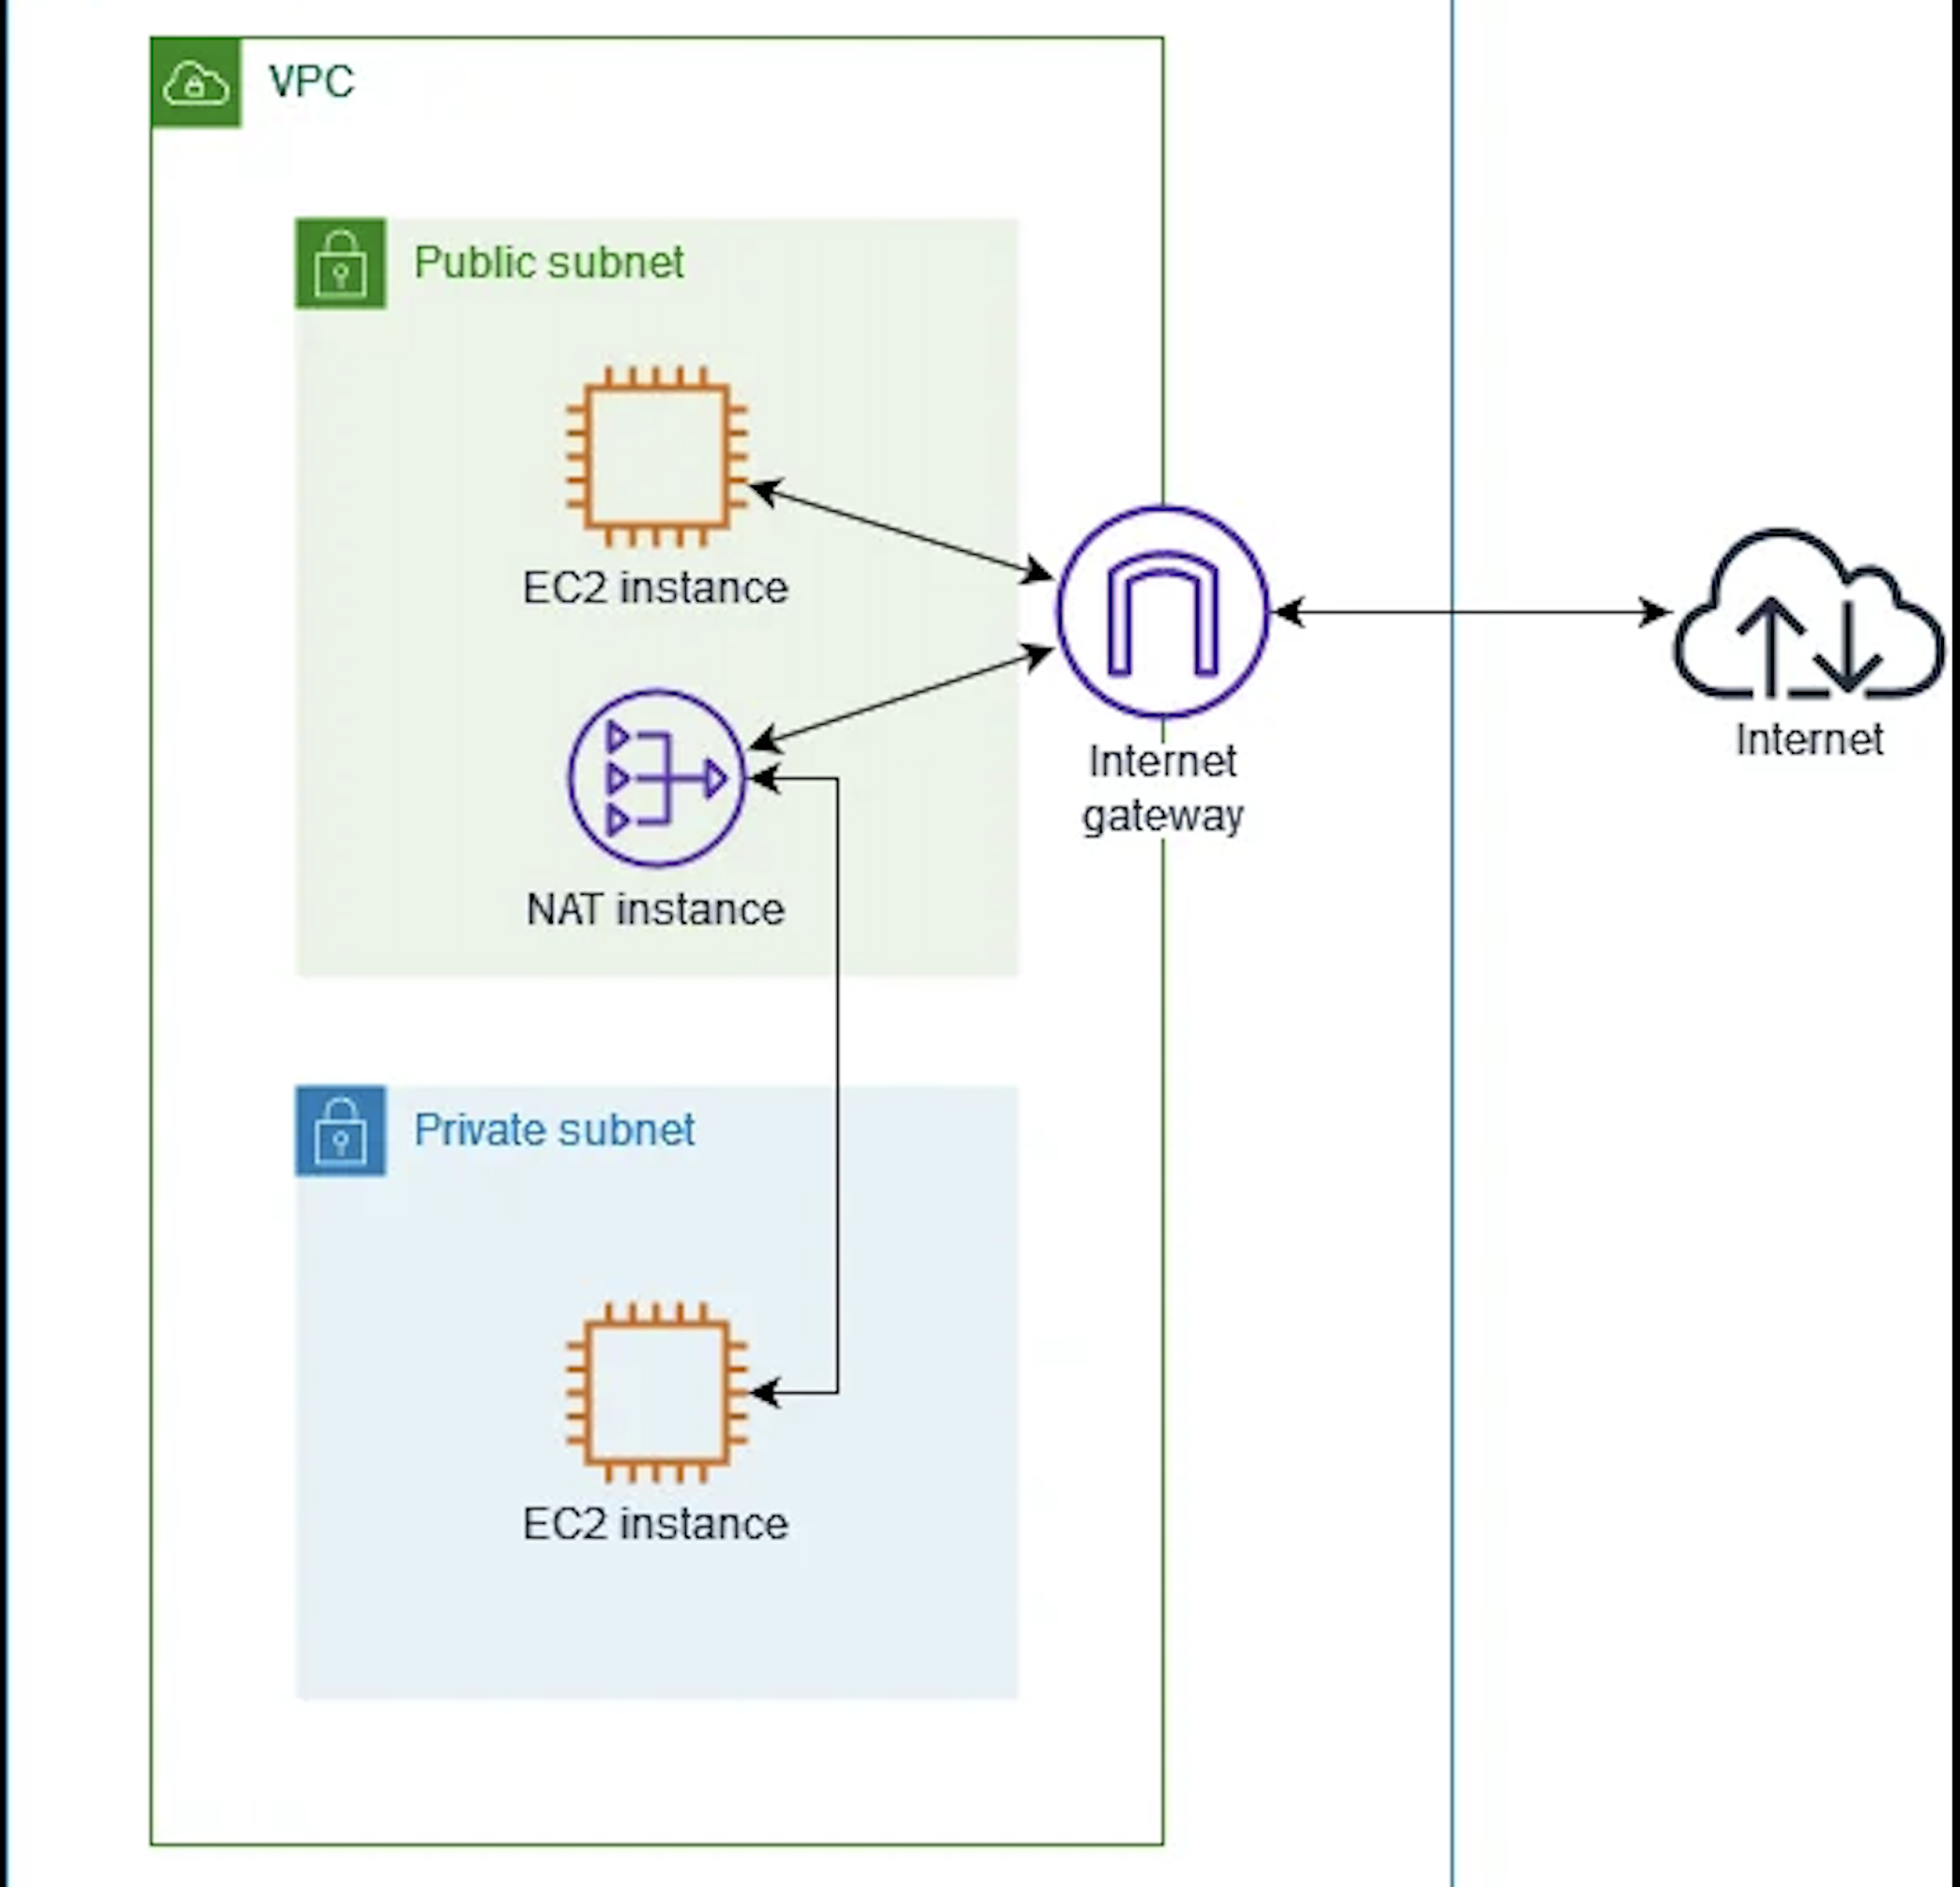 VPC
Public subnet
EC2 instance
NAT instance
Internet
gateway
Internet
Private subnet
EC2 instance